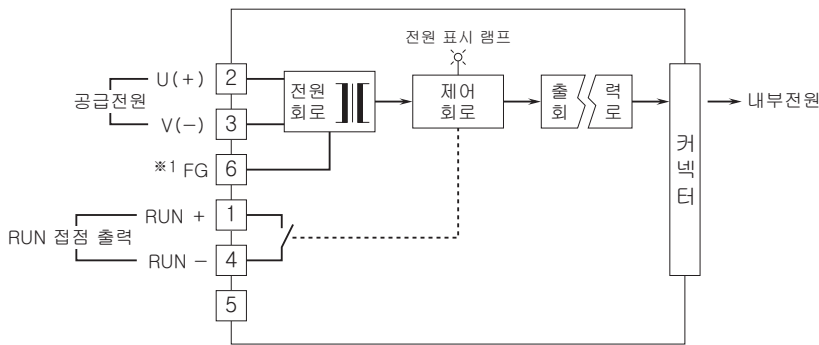 전원 표시 램프
공급전원
U(+)
2
V(−)
3
※1 FG
6
전원
회로
제어
회로
출력
회로
커넥터
내부전원
RUN 접점 출력
RUN +
1
RUN −
4
5